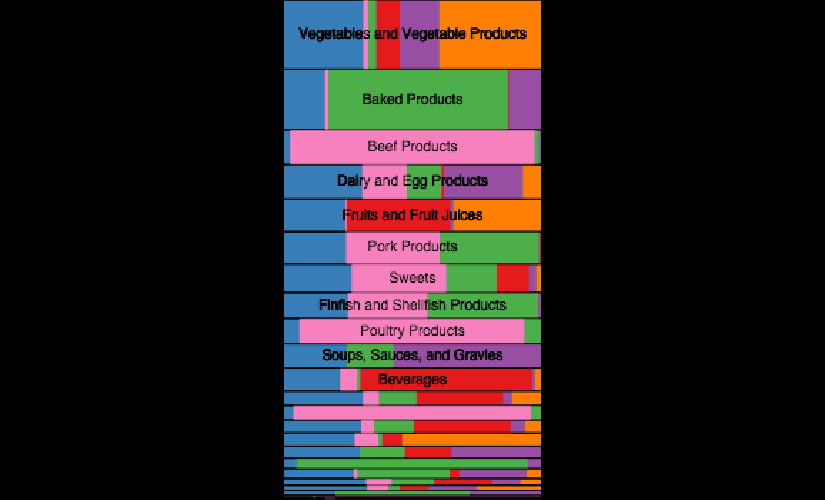 Vegetables and Vegetable Products
Baked Products
Beef Products
Dairy and Egg Products
Fruits and Fruit Juices
Pork Products
Sweets
Finfish and Shellfish Products
Poultry Products
Soups, Sauces, and Gravies
Beverages